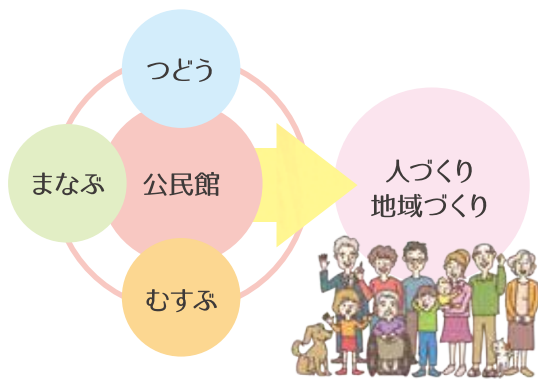 つどう
まなぶ
公民館
むすぶ
人づくり
地域づくり